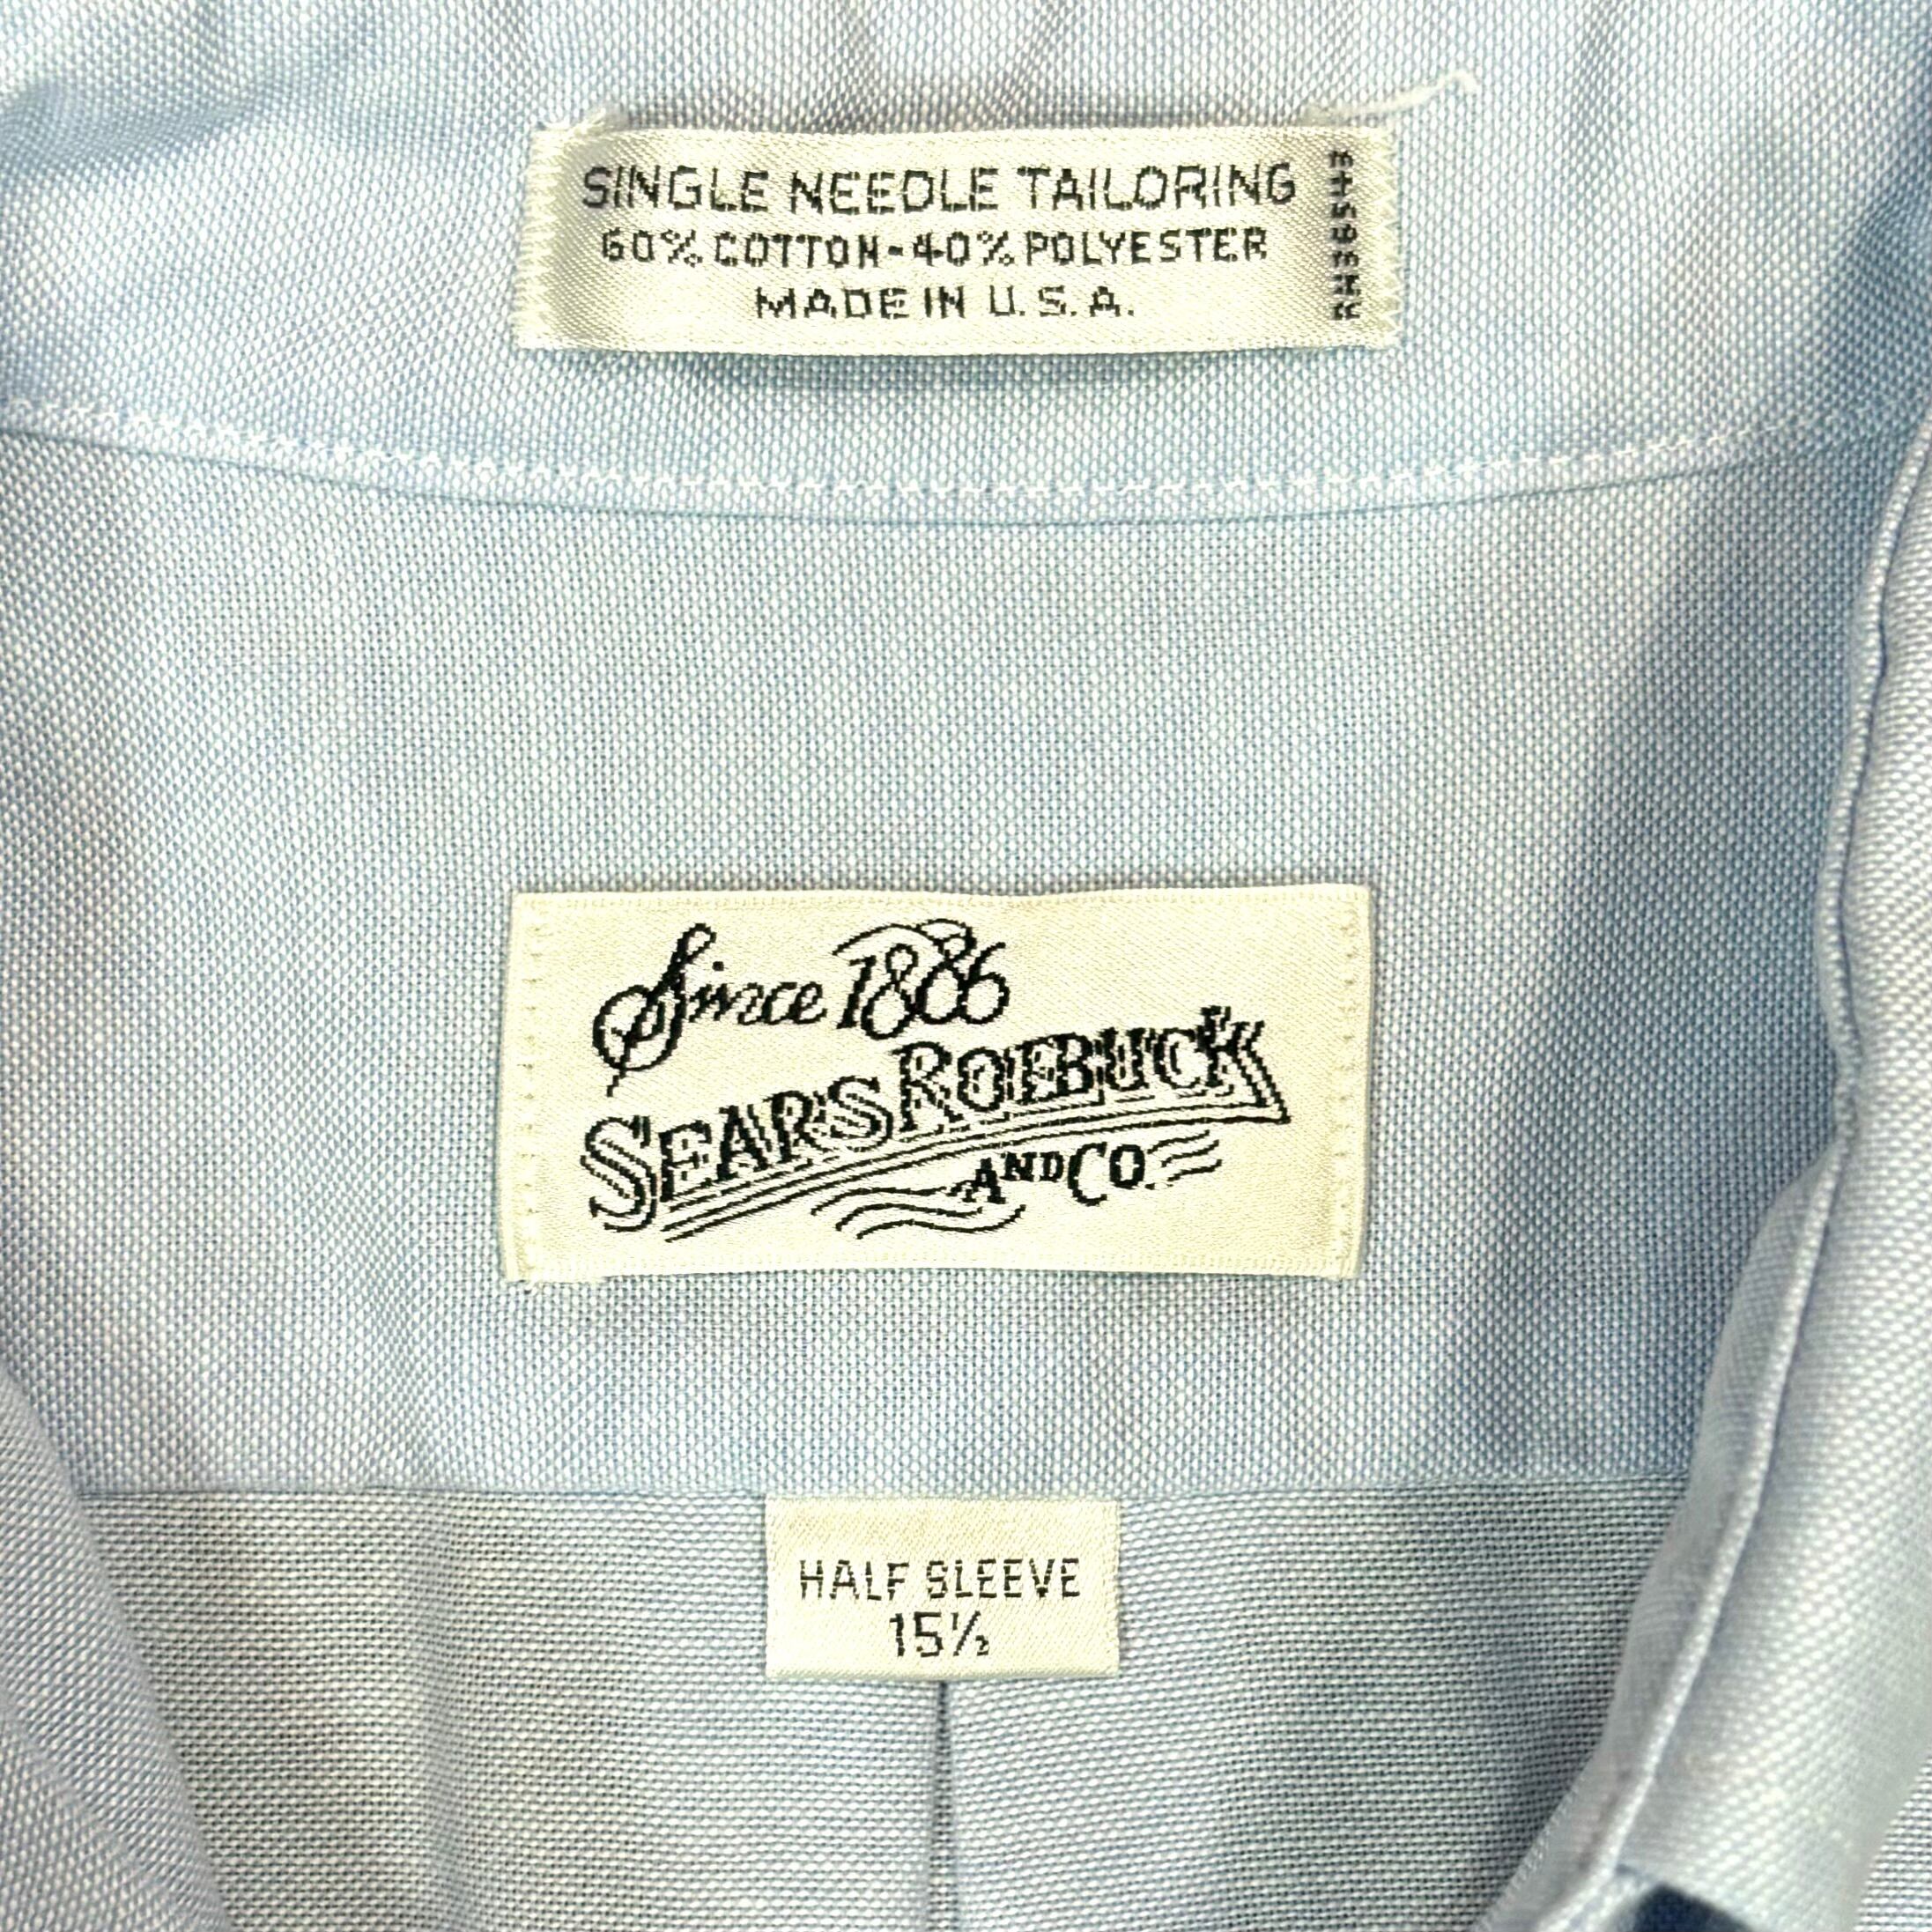 SINGLE NEEDLE TAILORING
60% COTTON-40% POLYESTER
MADE IN U.S.A.
RN36543
Since 1886
SEARS ROEBUCK
AND CO.
HALF SLEEVE
15½